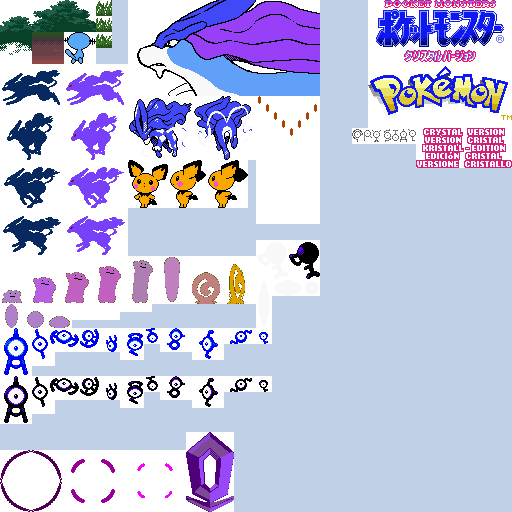 POCKET MONSTERS
ポケットモンスター®
クリスタルバージョン
POKéMON
TM
CRYSTAL VERSION
VERSION CRISTAL
KRISTALL-EDITION
EDICIóN CRISTAL
VERSIONE CRISTALLO